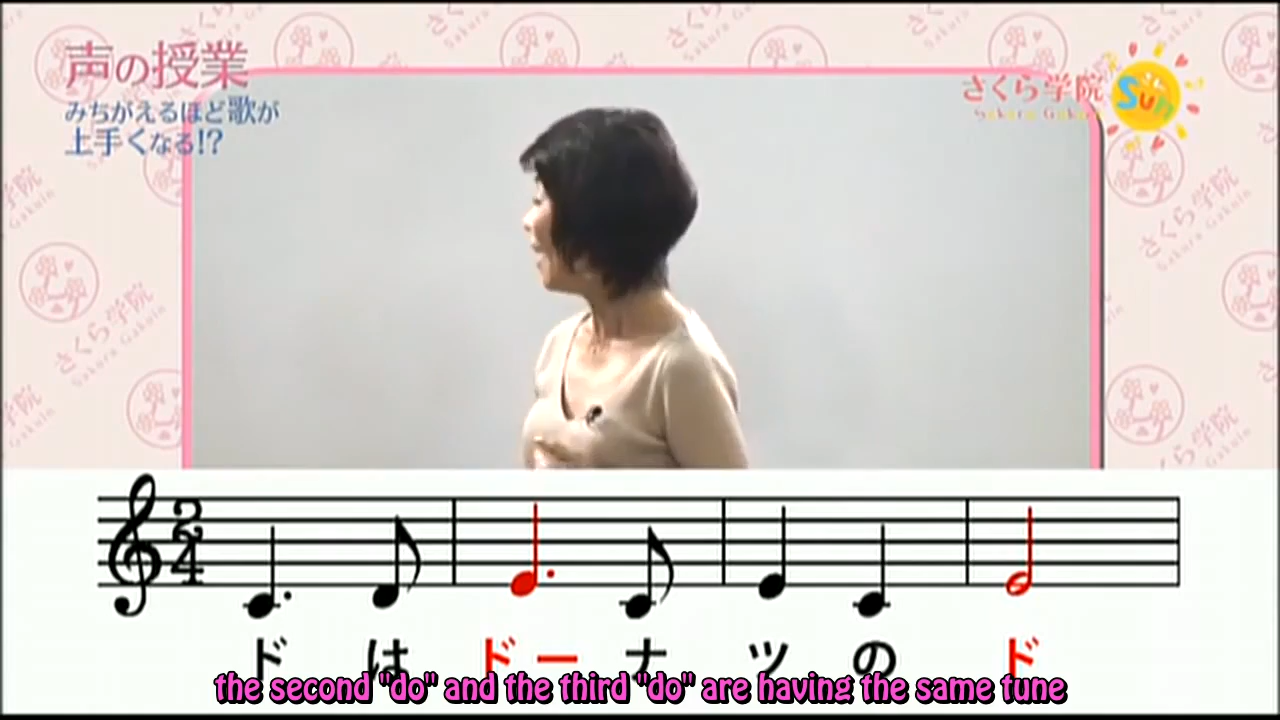 声の授業
みちがえるほど歌が
上手くなる!?
さくら学院
Sakura Gakuin
Sun
2
4
ド は ドー ナ ツ の ド
the second "do" and the third "do" are having the same tune